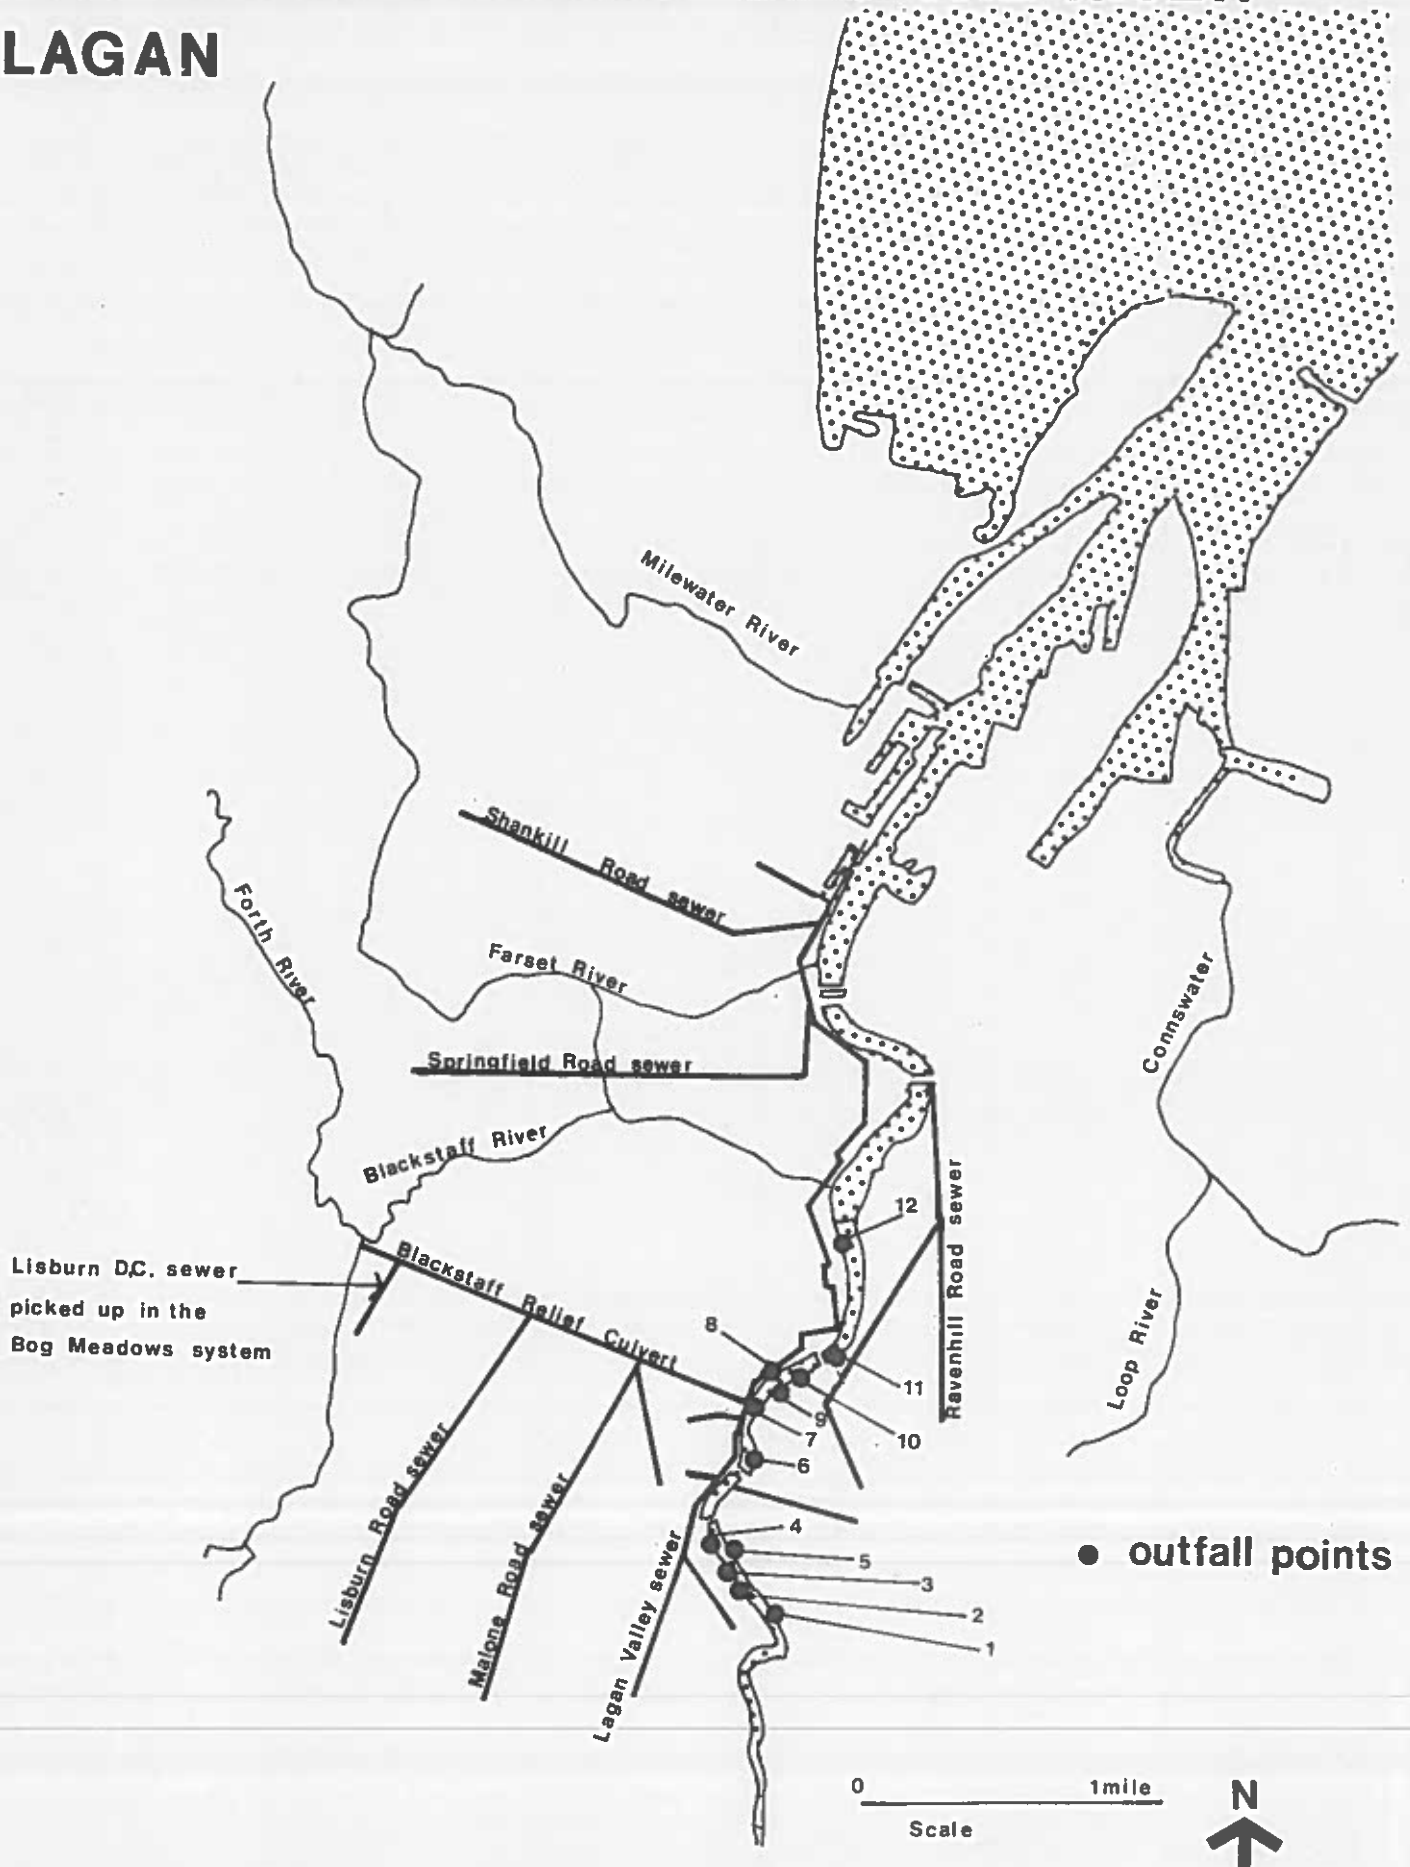 LAGAN
Milewater River
Shankill Road sewer
Forth River
Farset River
Connswater
Springfield Road sewer
Blackstaff River
12
Ravenhill Road sewer
Lisburn D.C. sewer
picked up in the
Bog Meadows system
Blackstaff Relief Culvert
8
Loop River
11
9
7
10
6
Lisburn Road sewer
Malone Road sewer
Lagan Valley sewer
4
5
3
2
1
● outfall points
0 1mile
Scale
N